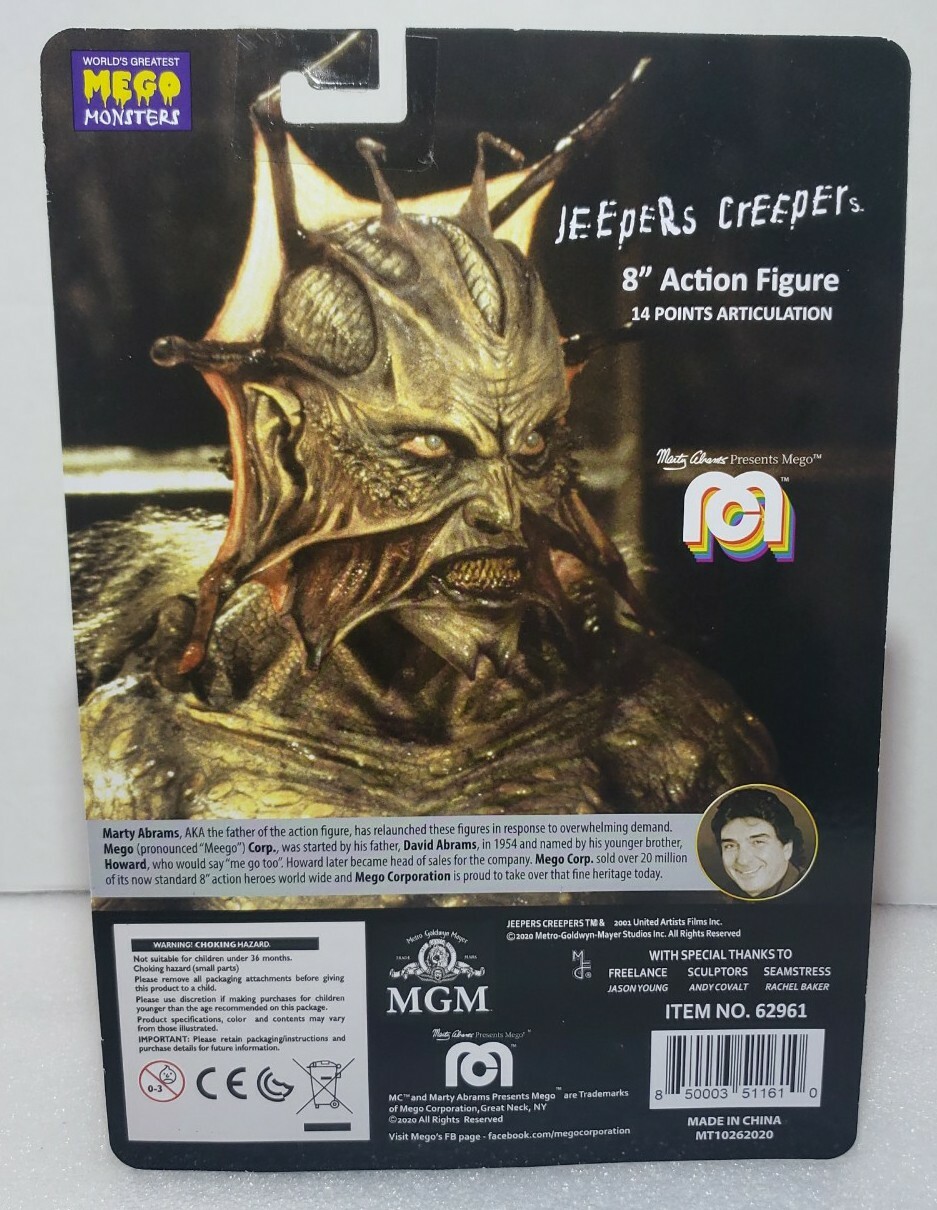 WORLD'S GREATEST
MEGO
MONSTERS
JEEPERS CREEPERS
8" Action Figure
14 POINTS ARTICULATION
Marty Abrams Presents Mego™
™
Marty Abrams, AKA the father of the action figure, has relaunched these figures in response to overwhelming demand.
Mego (pronounced "Meego") Corp., was started by his father, David Abrams, in 1954 and named by his younger brother,
Howard, who would say "me go too". Howard later became head of sales for the company. Mego Corp. sold over 20 million
of its now standard 8" action heroes world wide and Mego Corporation is proud to take over that fine heritage today.
WARNING! CHOKING HAZARD.
Not suitable for children under 36 months.
Choking hazard (small parts)
Please remove all packaging attachments before giving
this product to a child.
Please use discretion if making purchases for children
younger than the age recommended on this package.
Product specifications, color and contents may vary
from those illustrated.
IMPORTANT: Please retain packaging/instructions and
purchase details for future information.
0-3
CE
Metro Goldwyn Mayer
TRADE MARK
MGM
Marty Abrams Presents Mego™
MC™ and Marty Abrams Presents Mego™ are Trademarks
of Mego Corporation, Great Neck, NY
©2020 All Rights Reserved
Visit Mego's FB page - facebook.com/megocorporation
JEEPERS CREEPERS TM & 2001 United Artists Films Inc.
©2020 Metro-Goldwyn-Mayer Studios Inc. All Rights Reserved
WITH SPECIAL THANKS TO
FREELANCE SCULPTORS SEAMSTRESS
JASON YOUNG ANDY COVALT RACHEL BAKER
ITEM NO. 62961
8 50003 51161 0
MADE IN CHINA
MT10262020